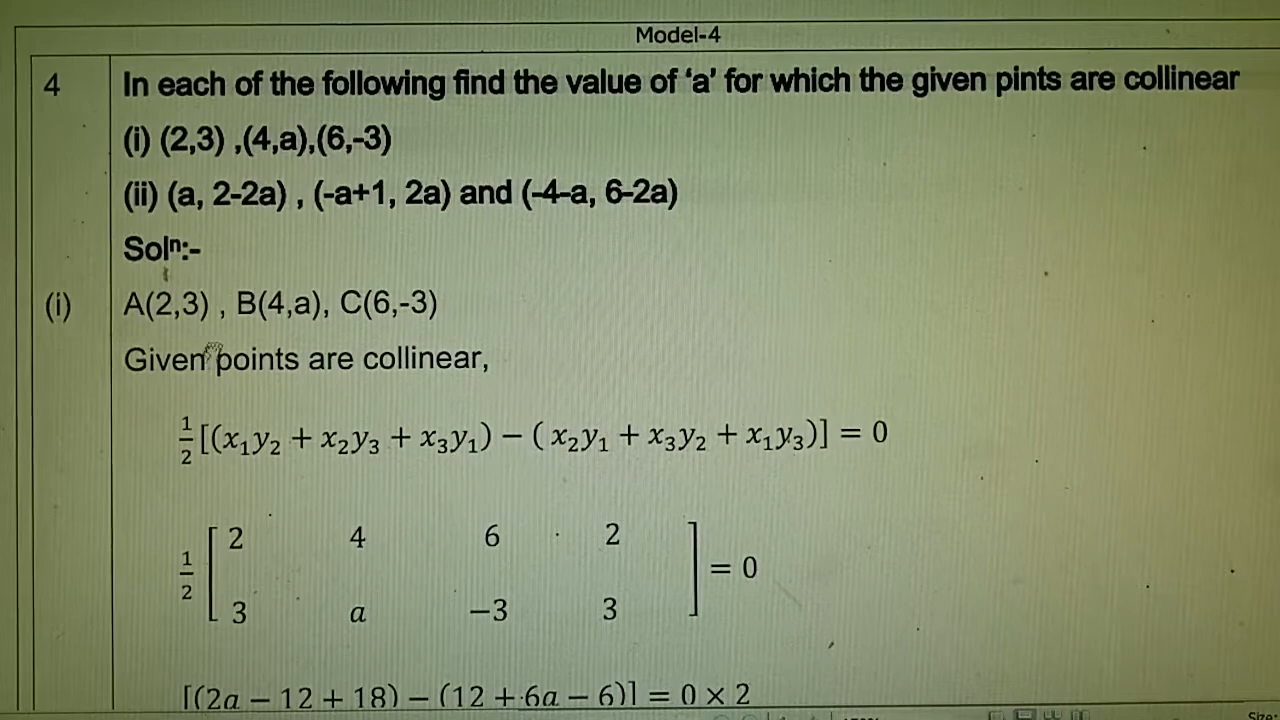 Model-4
4 In each of the following find the value of ‘a’ for which the given pints are collinear
(i) (2,3) ,(4,a),(6,-3)
(ii) (a, 2-2a) , (-a+1, 2a) and (-4-a, 6-2a)
Solⁿ:-
(i) A(2,3) , B(4,a), C(6,-3)
Given points are collinear,
½[(x₁y₂ + x₂y₃ + x₃y₁) − ( x₂y₁ + x₃y₂ + x₁y₃)] = 0
½ [ 2 4 6 2
3 a −3 3 ] = 0
[(2a − 12 + 18) − (12 + 6a − 6)] = 0 × 2